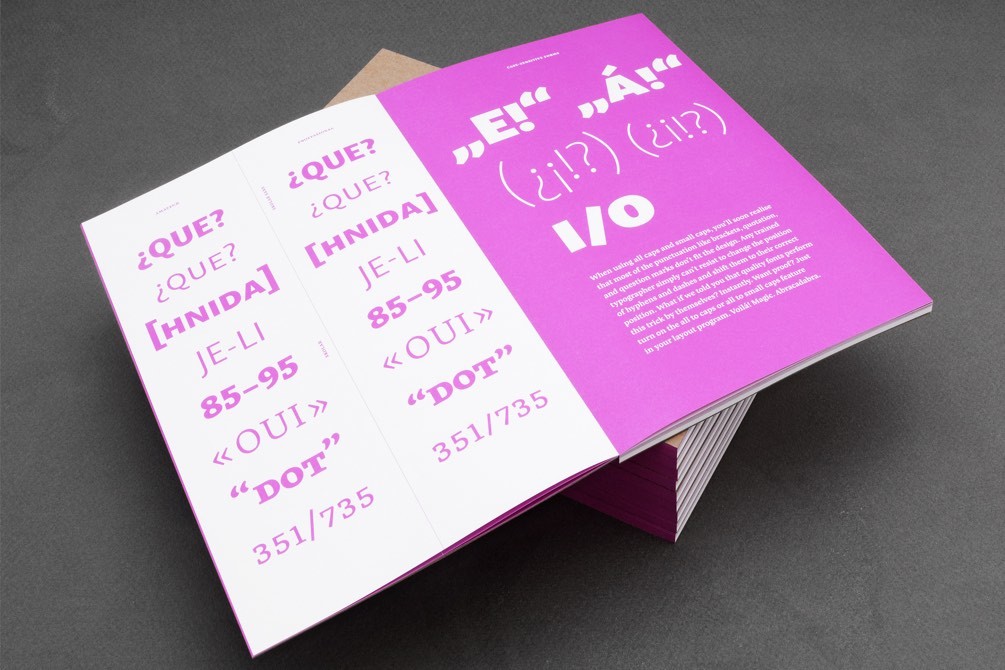 ¿QUE?
¿QUE?
[HNIDA]
JE-LI
85–95
«OUI»
“DOT”
351/735
¿QUE?
¿QUE?
[HNIDA]
JE-LI
85–95
«OUI»
“DOT”
351/735
„E!“ „Á!“
(¿¡!?) (¿¡!?)
I/O
When using all caps and small caps, you’ll soon realise
that most of the punctuation like brackets, quotation,
and question marks don’t fit the design. Any trained
typographer simply can’t resist to change the position
of hyphens and dashes and shift them to their correct
position. What if we told you that quality fonts perform
this trick by themselves? Instantly. Want proof? Just
turn on the all to caps or all to small caps feature
in your layout program. Voilá! Magic. Abracadabra.